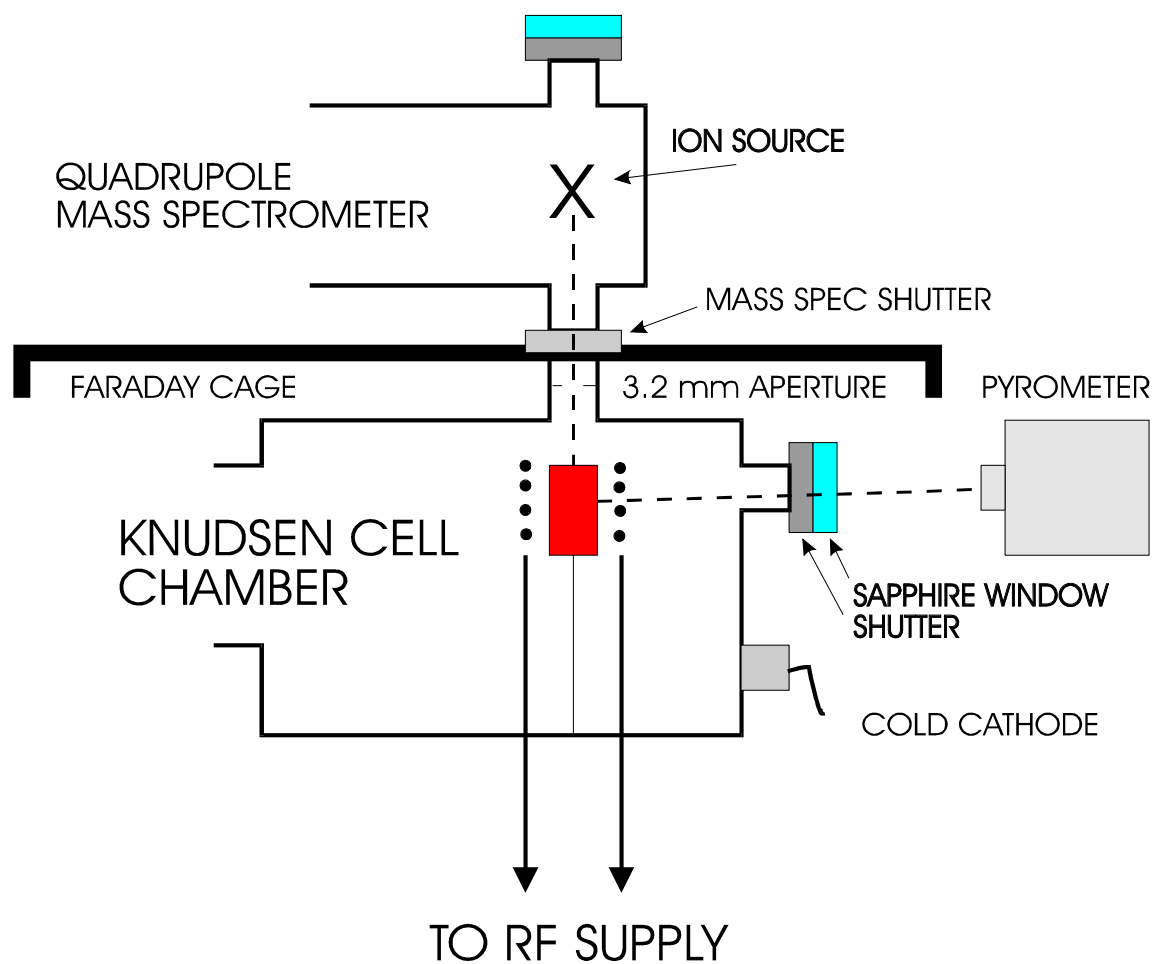 ION SOURCE
QUADRUPOLE
MASS SPECTROMETER
X
MASS SPEC SHUTTER
FARADAY CAGE
3.2 mm APERTURE
PYROMETER
KNUDSEN CELL
CHAMBER
SAPPHIRE WINDOW
SHUTTER
COLD CATHODE
TO RF SUPPLY